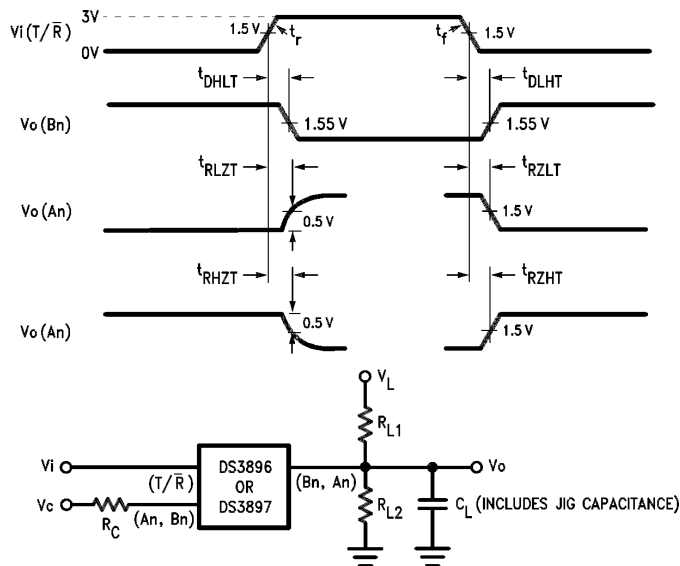 3V
Vi (T/R̅) 1.5 V tr tf 1.5 V
0V
tDHLT tDLHT
Vo (Bn) 1.55 V 1.55 V
tRLZT tRZLT
Vo (An) 0.5 V 1.5 V
tRHZT tRZHT
Vo (An) 0.5 V 1.5 V
VL
RL1
Vi (T/R̅) DS3896 OR DS3897 (Bn, An) Vo
Vc RC (An, Bn) RL2 CL (INCLUDES JIG CAPACITANCE)